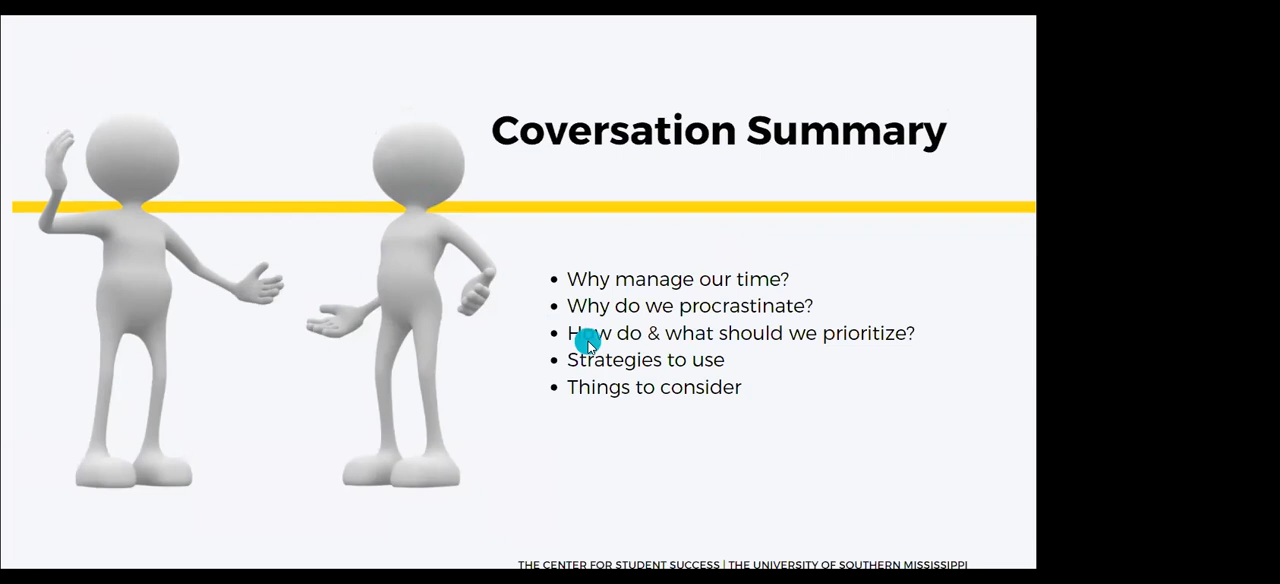 Coversation Summary
• Why manage our time?
• Why do we procrastinate?
• How do & what should we prioritize?
• Strategies to use
• Things to consider
THE CENTER FOR STUDENT SUCCESS | THE UNIVERSITY OF SOUTHERN MISSISSIPPI